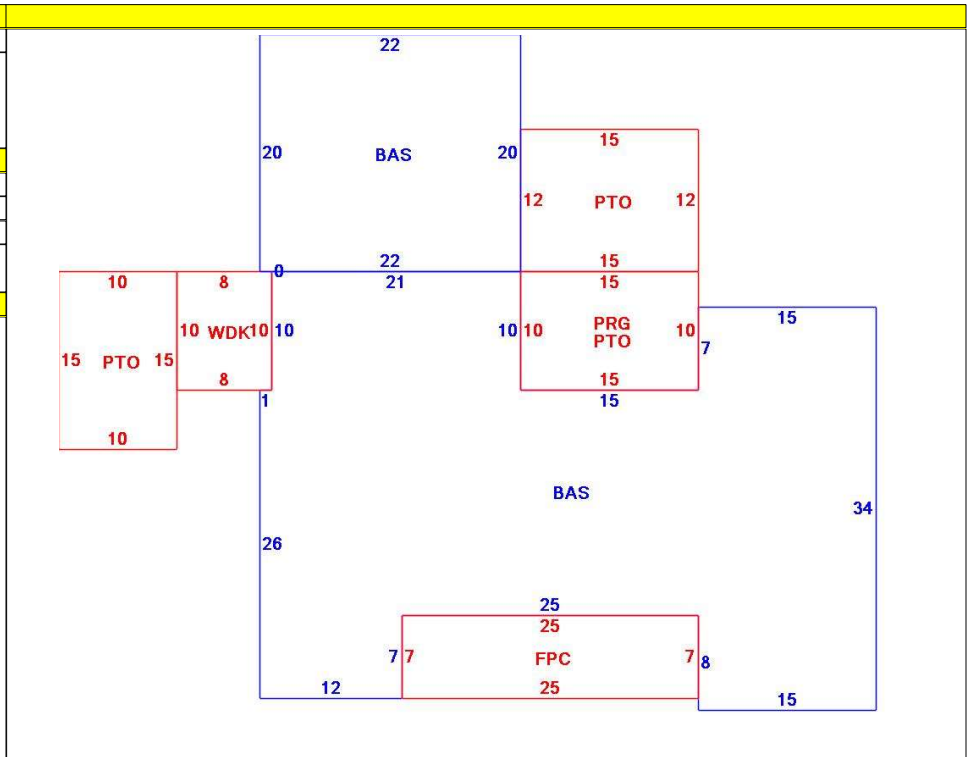 22
20 BAS 20
15
12 PTO 12
22 15
0
21 15
10 8
15
10 WDK 10 10
10 10 PRG 10
PTO
7
15 PTO 15
8
15
1 15
10
BAS
34
26
25
25
7 7 FPC 7 8
12 25
15